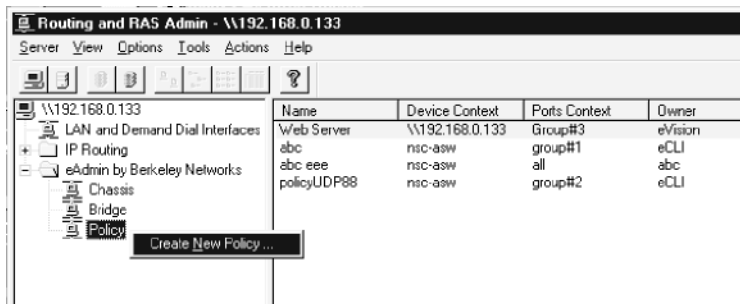 Routing and RAS Admin - \\192.168.0.133
Server View Options Tools Actions Help
\\192.168.0.133
LAN and Demand Dial Interfaces
IP Routing
eAdmin by Berkeley Networks
Chassis
Bridge
Policy
Create New Policy ...
Name Device Context Ports Context Owner
Web Server \\192.168.0.133 Group#3 eVision
abc nsc-asw group#1 eCLI
abc eee nsc-asw all abc
policyUDP88 nsc-asw group#2 eCLI